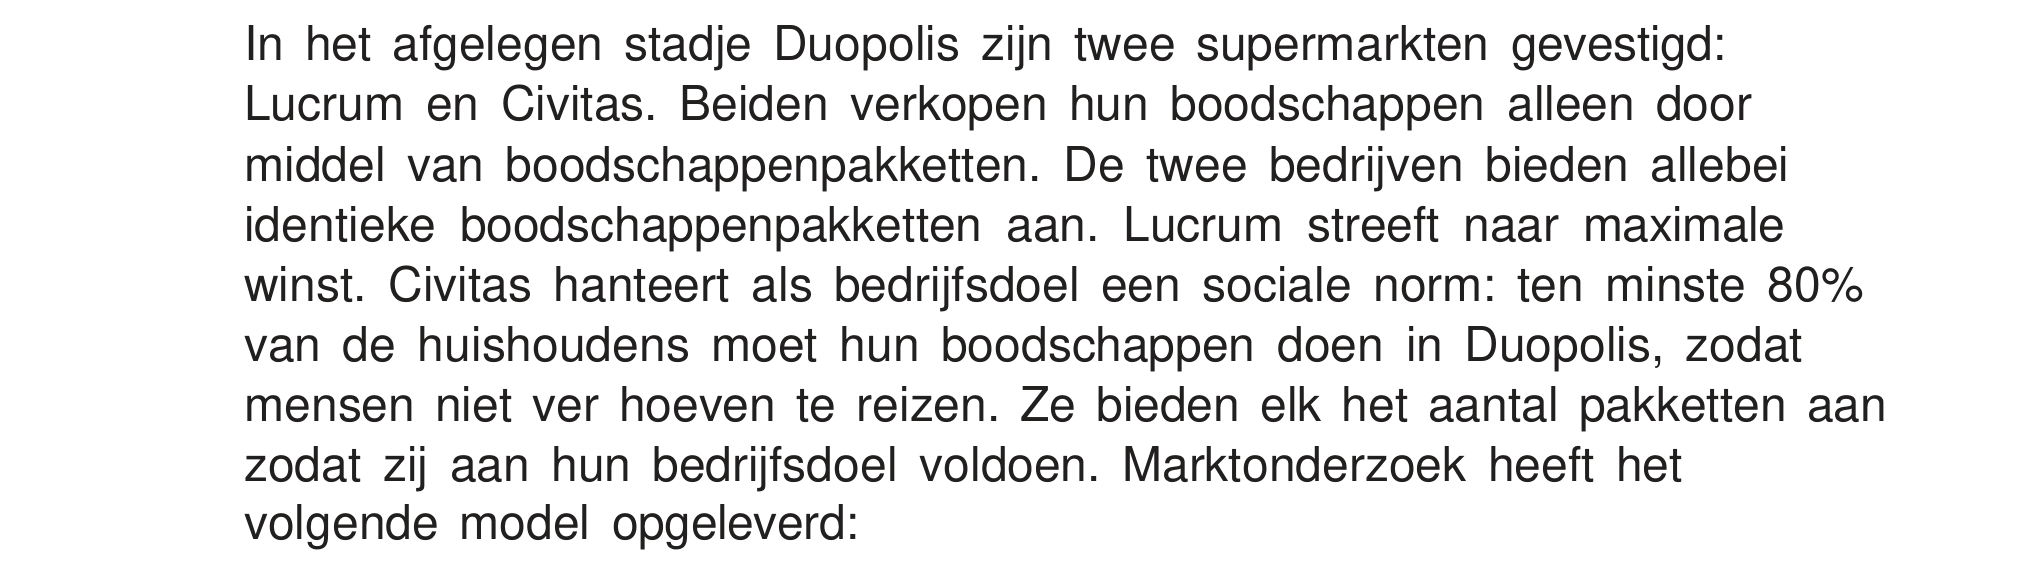 In het afgelegen stadje Duopolis zijn twee supermarkten gevestigd:
Lucrum en Civitas. Beiden verkopen hun boodschappen alleen door
middel van boodschappenpakketten. De twee bedrijven bieden allebei
identieke boodschappenpakketten aan. Lucrum streeft naar maximale
winst. Civitas hanteert als bedrijfsdoel een sociale norm: ten minste 80%
van de huishoudens moet hun boodschappen doen in Duopolis, zodat
mensen niet ver hoeven te reizen. Ze bieden elk het aantal pakketten aan
zodat zij aan hun bedrijfsdoel voldoen. Marktonderzoek heeft het
volgende model opgeleverd: